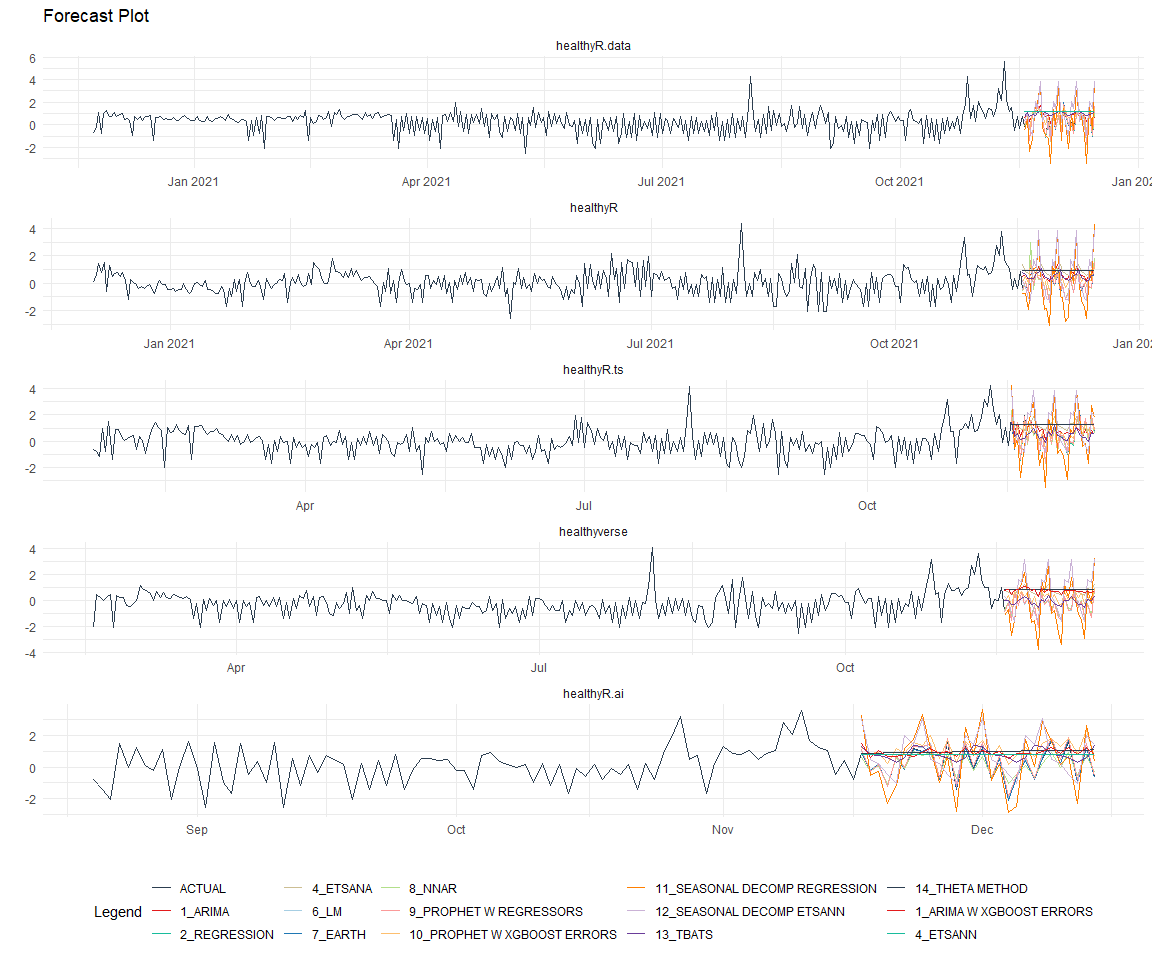 Forecast Plot
healthyR.data
6
4
2
0
-2
Jan 2021
Apr 2021
Jul 2021
Oct 2021
Jan 202
healthyR
4
2
0
-2
Jan 2021
Apr 2021
Jul 2021
Oct 2021
Jan 202
healthyR.ts
4
2
0
-2
Apr
Jul
Oct
healthyverse
4
2
0
-2
-4
Apr
Jul
Oct
healthyR.ai
2
0
-2
Sep
Oct
Nov
Dec
Legend
ACTUAL
1_ARIMA
2_REGRESSION
4_ETSANA
6_LM
7_EARTH
8_NNAR
9_PROPHET W REGRESSORS
10_PROPHET W XGBOOST ERRORS
11_SEASONAL DECOMP REGRESSION
12_SEASONAL DECOMP ETSANN
13_TBATS
14_THETA METHOD
1_ARIMA W XGBOOST ERRORS
4_ETSANN